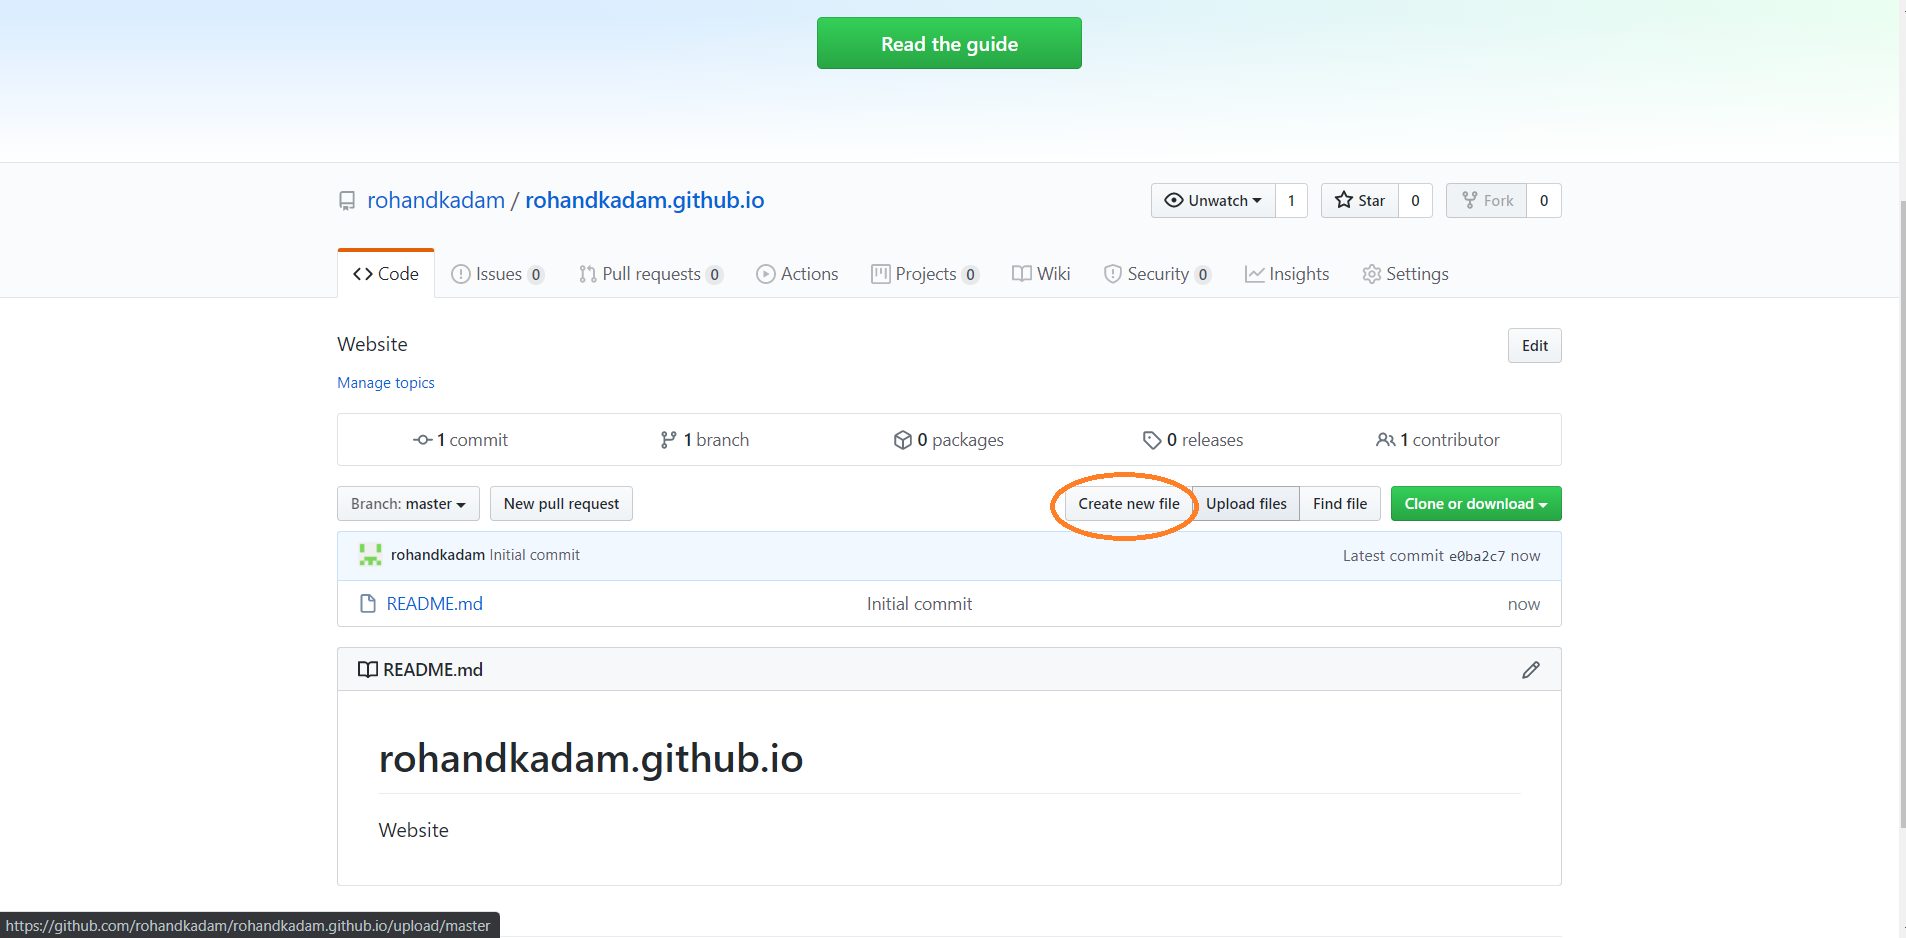 Read the guide
rohandkadam / rohandkadam.github.io
Unwatch 1 Star 0 Fork 0
Code Issues 0 Pull requests 0 Actions Projects 0 Wiki Security 0 Insights Settings
Website Edit
Manage topics
1 commit 1 branch 0 packages 0 releases 1 contributor
Branch: master New pull request Create new file Upload files Find file Clone or download
rohandkadam Initial commit Latest commit e0ba2c7 now
README.md Initial commit now
README.md
rohandkadam.github.io
Website
https://github.com/rohandkadam/rohandkadam.github.io/upload/master